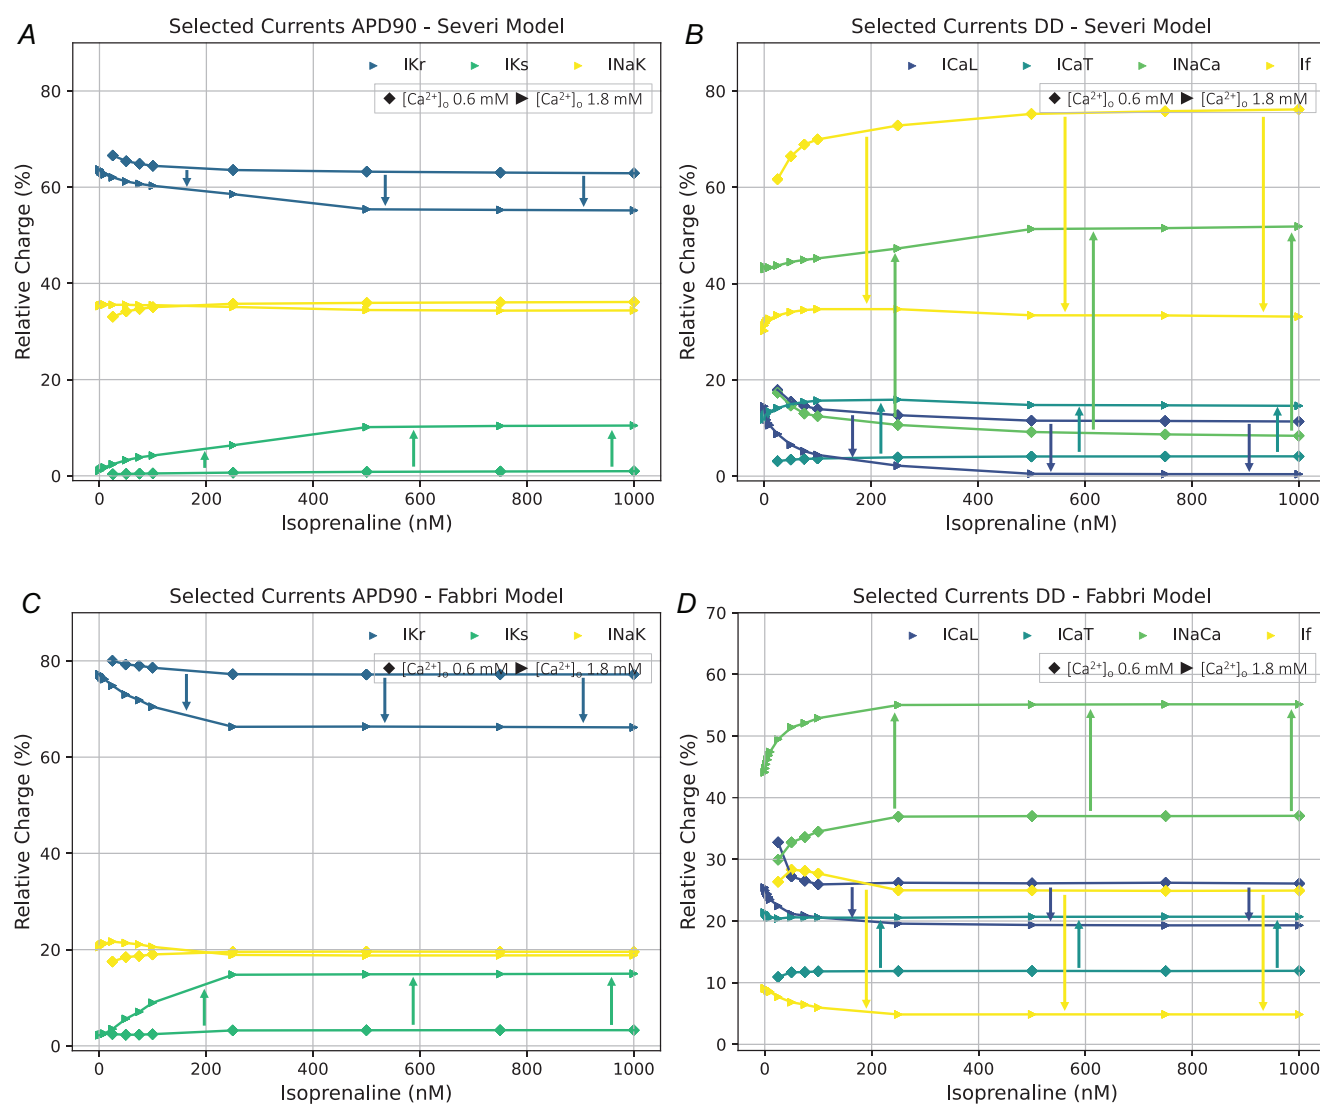 A
Selected Currents APD90 - Severi Model
IKr IKs INaK
[Ca²⁺]ₒ 0.6 mM [Ca²⁺]ₒ 1.8 mM
Relative Charge (%)
80
60
40
20
0
0 200 400 600 800 1000
Isoprenaline (nM)
B
Selected Currents DD - Severi Model
ICaL ICaT INaCa If
[Ca²⁺]ₒ 0.6 mM [Ca²⁺]ₒ 1.8 mM
Relative Charge (%)
80
60
40
20
0
0 200 400 600 800 1000
Isoprenaline (nM)
C
Selected Currents APD90 - Fabbri Model
IKr IKs INaK
[Ca²⁺]ₒ 0.6 mM [Ca²⁺]ₒ 1.8 mM
Relative Charge (%)
80
60
40
20
0
0 200 400 600 800 1000
Isoprenaline (nM)
D
Selected Currents DD - Fabbri Model
ICaL ICaT INaCa If
[Ca²⁺]ₒ 0.6 mM [Ca²⁺]ₒ 1.8 mM
Relative Charge (%)
70
60
50
40
30
20
10
0
0 200 400 600 800 1000
Isoprenaline (nM)